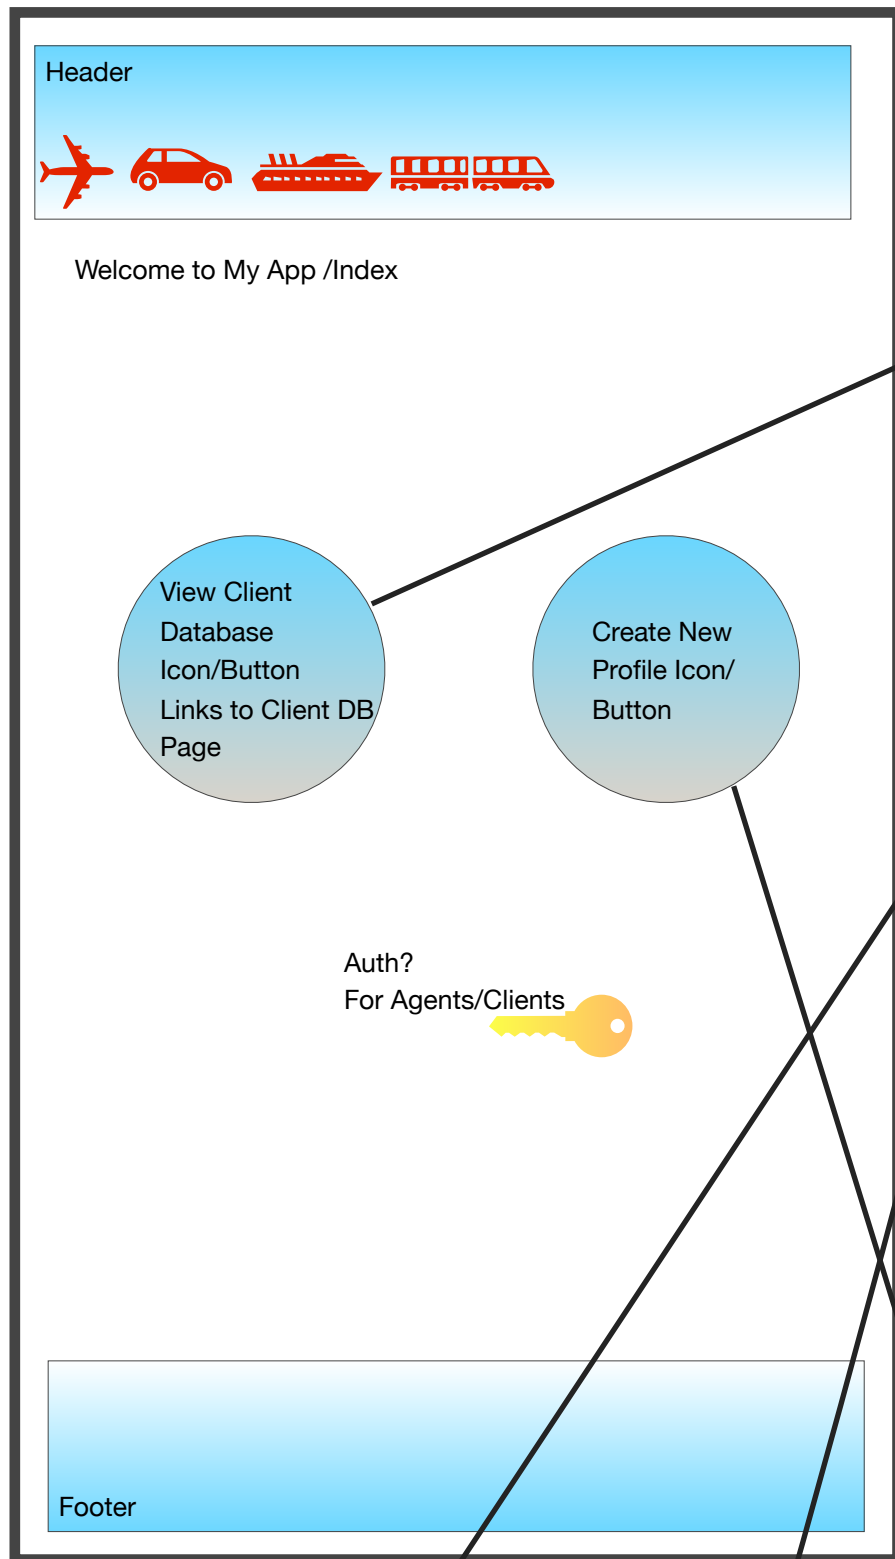 Header
Welcome to My App /Index
View Client
Database
Icon/Button
Links to Client DB
Page
Create New
Profile Icon/
Button
Auth?
For Agents/Clients
Footer